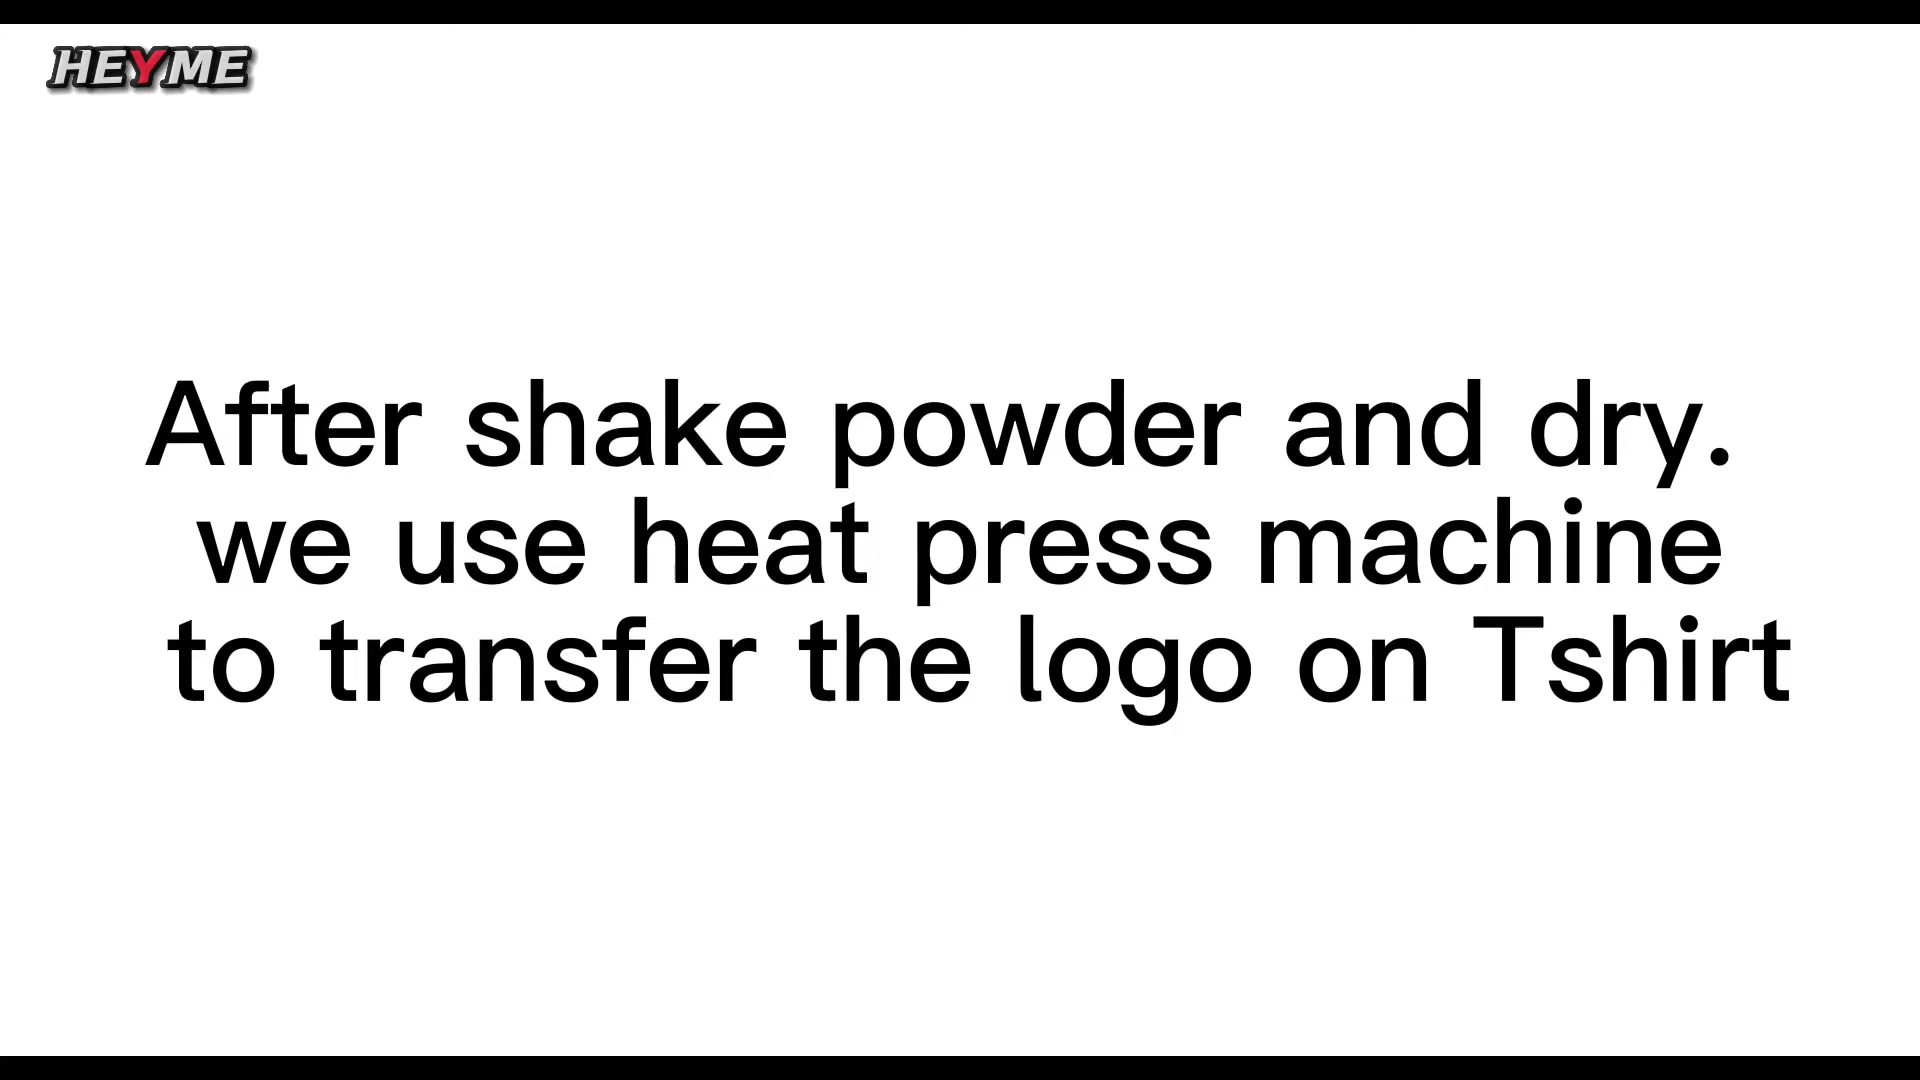 HEYME
After shake powder and dry.
we use heat press machine
to transfer the logo on Tshirt